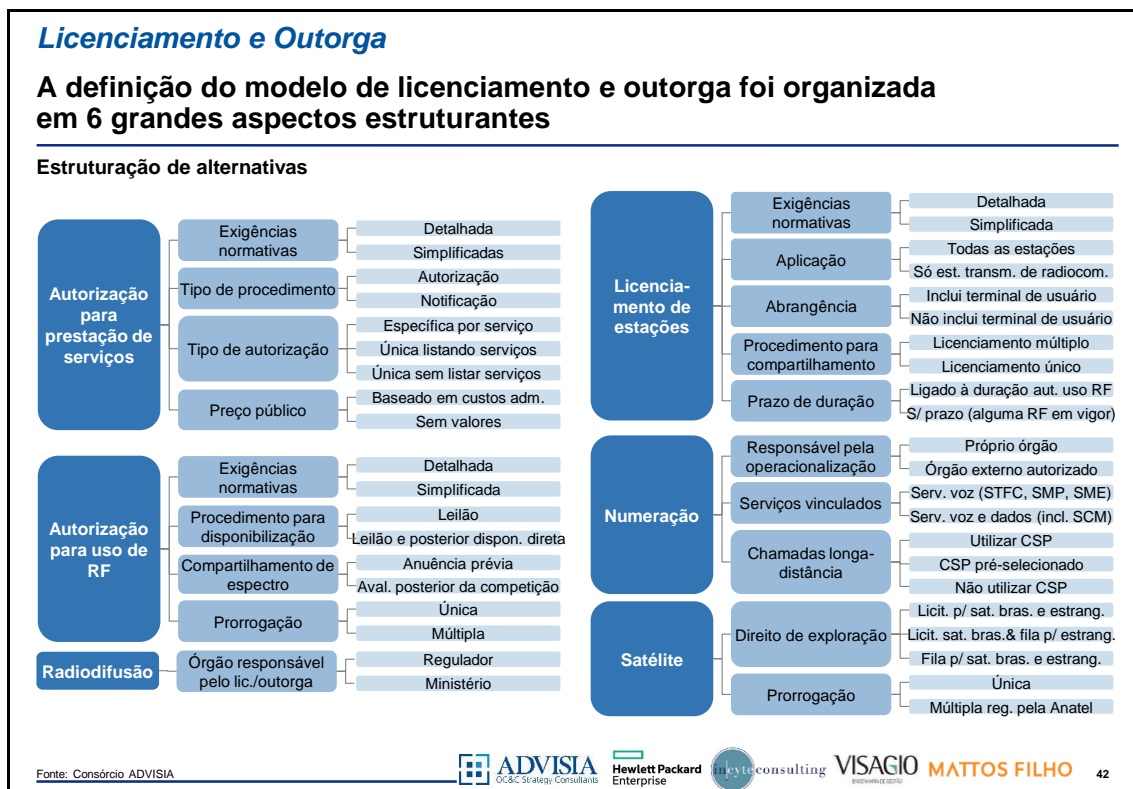 Licenciamento e Outorga
A definição do modelo de licenciamento e outorga foi organizada
em 6 grandes aspectos estruturantes
Estruturação de alternativas
Autorização
para
prestação de
serviços
Exigências
normativas
Detalhada
Simplificadas
Tipo de procedimento
Autorização
Notificação
Tipo de autorização
Específica por serviço
Única listando serviços
Única sem listar serviços
Preço público
Baseado em custos adm.
Sem valores
Autorização
para uso de
RF
Exigências
normativas
Detalhada
Simplificada
Procedimento para
disponibilização
Leilão
Leilão e posterior dispon. direta
Compartilhamento de
espectro
Anuência prévia
Aval. posterior da competição
Prorrogação
Única
Múltipla
Radiodifusão
Órgão responsável
pelo lic./outorga
Regulador
Ministério
Licencia-
mento de
estações
Exigências
normativas
Detalhada
Simplificada
Aplicação
Todas as estações
Só est. transm. de radiocom.
Abrangência
Inclui terminal de usuário
Não inclui terminal de usuário
Procedimento para
compartilhamento
Licenciamento múltiplo
Licenciamento único
Prazo de duração
Ligado à duração aut. uso RF
S/ prazo (alguma RF em vigor)
Numeração
Responsável pela
operacionalização
Próprio órgão
Órgão externo autorizado
Serviços vinculados
Serv. voz (STFC, SMP, SME)
Serv. voz e dados (incl. SCM)
Chamadas longa-
distância
Utilizar CSP
CSP pré-selecionado
Não utilizar CSP
Satélite
Direito de exploração
Licit. p/ sat. bras. e estrang.
Licit. sat. bras.& fila p/ estrang.
Fila p/ sat. bras. e estrang.
Prorrogação
Única
Múltipla reg. pela Anatel
Fonte: Consórcio ADVISIA
ADVISIA
OC&C Strategy Consultants
Hewlett Packard
Enterprise
incyteconsulting
VISAGIO
ENGENHARIA DE GESTÃO
MATTOS FILHO
42